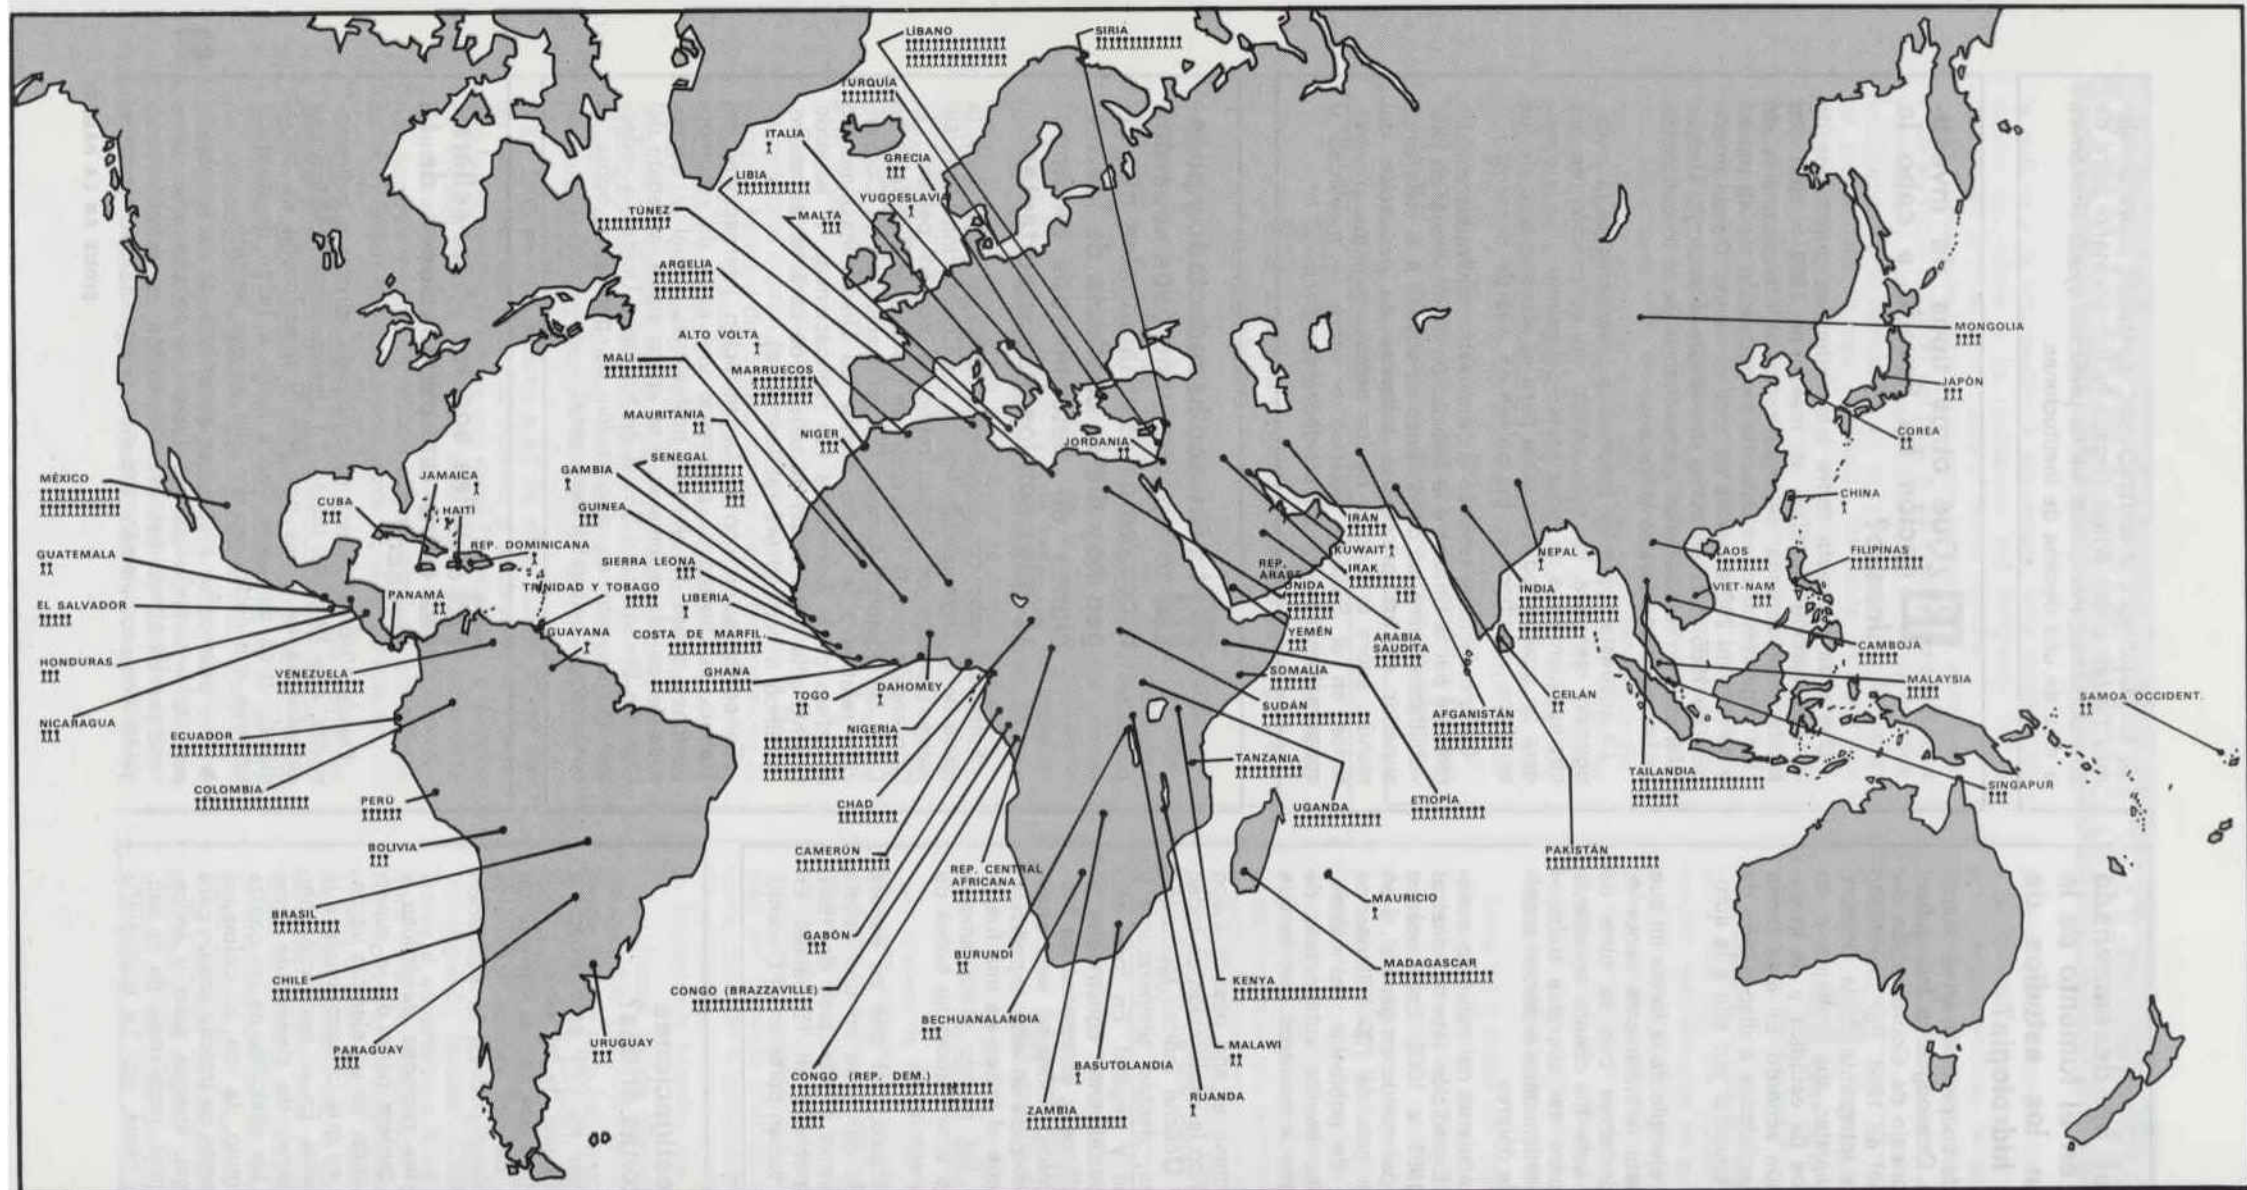 LÍBANO
SIRIA
TURQUÍA
ITALIA
GRECIA
LIBIA
YUGOESLAVIA
TÚNEZ
MALTA
ARGELIA
ALTO VOLTA
MALI
MARRUECOS
MAURITANIA
NIGER
JORDANIA
SENEGAL
GAMBIA
GUINEA
SIERRA LEONA
LIBERIA
COSTA DE MARFIL.
GHANA
TOGO
DAHOMEY
NIGERIA
CHAD
CAMERÚN
REP. CENTRAL
AFRICANA
GABÓN
BURUNDI
CONGO (BRAZZAVILLE)
BECHUANALANDIA
CONGO (REP. DEM.)
BASUTOLANDIA
ZAMBIA
RUANDA
MALAWI
KENYA
MADAGASCAR
MAURICIO
TANZANIA
UGANDA
ETIOPÍA
SUDÁN
SOMALÍA
YEMÉN
REP.
ARABE
UNIDA
ARABIA
SAUDITA
IRÁN
KUWAIT
IRAK
AFGANISTÁN
PAKISTÁN
NEPAL
INDIA
CEILÁN
MONGOLIA
JAPÓN
COREA
CHINA
LAOS
FILIPINAS
VIET-NAM
CAMBOJA
MALAYSIA
TAILANDIA
SINGAPUR
SAMOA OCCIDENT.
MÉXICO
JAMAICA
CUBA
HAITÍ
REP. DOMINICANA
GUATEMALA
PANAMÁ
TRINIDAD Y TOBAGO
EL SALVADOR
GUAYANA
HONDURAS
VENEZUELA
NICARAGUA
ECUADOR
COLOMBIA
PERÚ
BOLIVIA
BRASIL
CHILE
PARAGUAY
URUGUAY